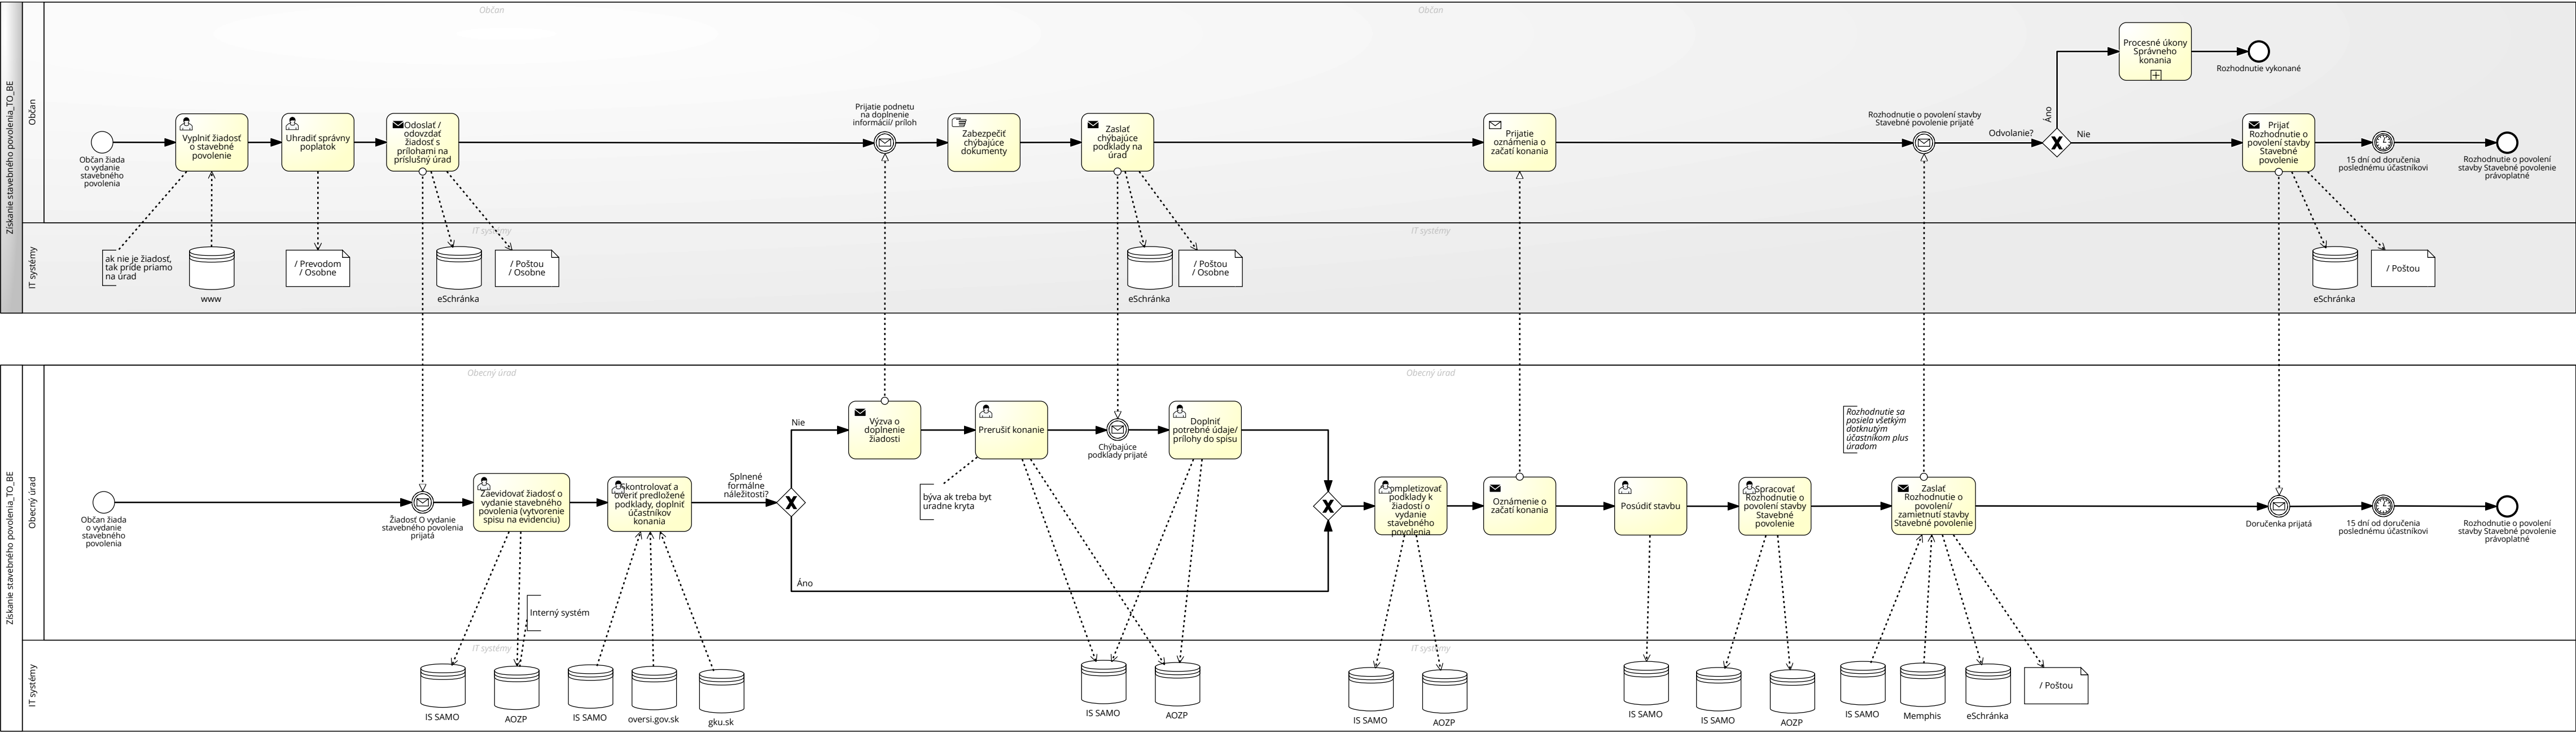 Získanie stavebného povolenia_TO_BE
Občan
Občan
Občan
Občan žiada
o vydanie
stavebného
povolenia
Vyplniť žiadosť
o stavebné
povolenie
Uhradiť správny
poplatok
Odoslať /
odovzdať
žiadosť s
prílohami na
príslušný úrad
Prijatie podnetu
na doplnenie
informácií/ príloh
Zabezpečiť
chýbajúce
dokumenty
Zaslať
chýbajúce
podklady na
úrad
Prijatie
oznámenia o
začatí konania
Rozhodnutie o povolení stavby
Stavebné povolenie prijaté
Odvolanie?
Áno
Nie
Procesné úkony
Správneho
konania
Rozhodnutie vykonané
Prijať
Rozhodnutie o
povolení stavby
Stavebné
povolenie
15 dní od doručenia
poslednému účastníkovi
Rozhodnutie o povolení
stavby Stavebné povolenie
právoplatné
IT systémy
IT systémy
IT systémy
ak nie je žiadosť,
tak príde priamo
na úrad
www
/ Prevodom
/ Osobne
eSchránka
/ Poštou
/ Osobne
eSchránka
/ Poštou
/ Osobne
eSchránka
/ Poštou
Získanie stavebného povolenia_TO_BE
Obecný úrad
Obecný úrad
Obecný úrad
Občan žiada
o vydanie
stavebného
povolenia
Žiadosť O vydanie
stavebného povolenia
prijatá
Zaevidovať žiadosť o
vydanie stavebného
povolenia (vytvorenie
spisu na evidenciu)
Skontrolovať a
overiť predložené
podklady, doplniť
účastníkov
konania
Splnené
formálne
náležitosti?
Nie
Áno
Výzva o
doplnenie
žiadosti
Prerušiť konanie
býva ak treba byt
uradne kryta
Chýbajúce
podklady prijaté
Doplniť
potrebné údaje/
prílohy do spisu
Kompletizovať
podklady k
žiadosti o
vydanie
stavebného
povolenia
Oznámenie o
začatí konania
Posúdiť stavbu
Spracovať
Rozhodnutie o
povolení stavby
Stavebné
povolenie
Rozhodnutie sa
posiela všetkým
dotknutým
účastníkom plus
úradom
Zaslať
Rozhodnutie o
povolení/
zamietnutí stavby
Stavebné povolenie
Doručenka prijatá
15 dní od doručenia
poslednému účastníkovi
Rozhodnutie o povolení
stavby Stavebné povolenie
právoplatné
Interný systém
IT systémy
IT systémy
IT systémy
IS SAMO
AOZP
IS SAMO
oversi.gov.sk
gku.sk
IS SAMO
AOZP
IS SAMO
AOZP
IS SAMO
IS SAMO
AOZP
IS SAMO
Memphis
eSchránka
/ Poštou